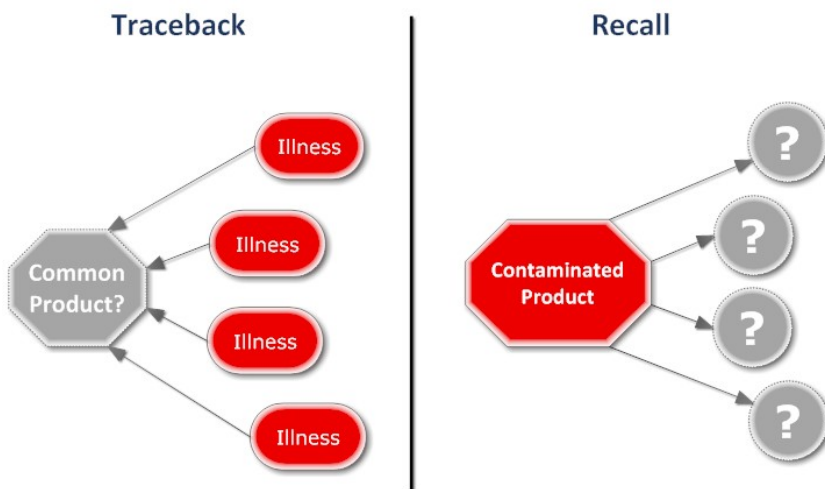 Traceback
Illness
Illness
Common
Product?
Illness
Illness
Recall
?
?
Contaminated
Product
?
?